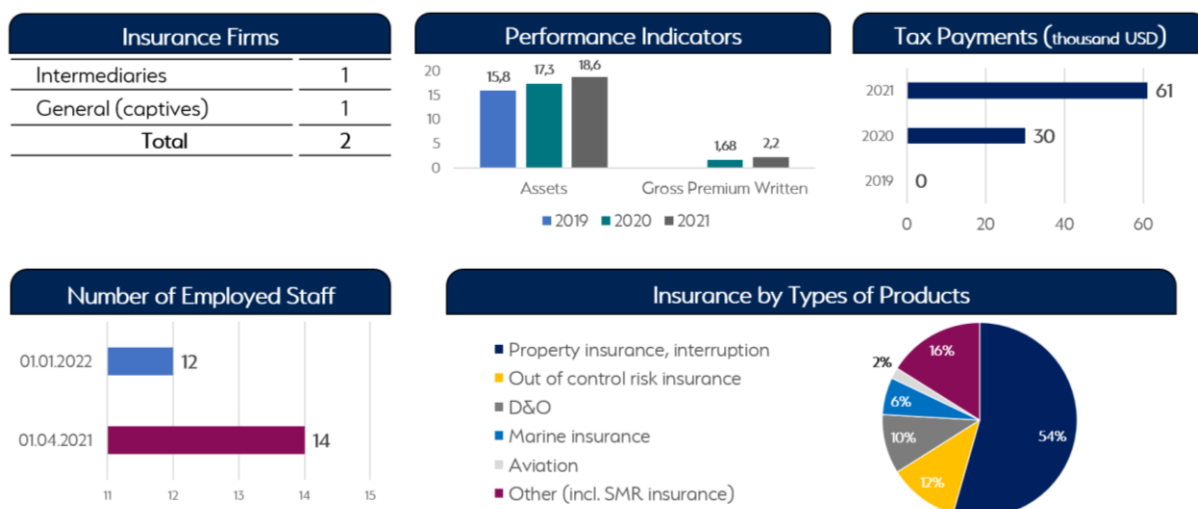 Insurance Firms
Intermediaries 1
General (captives) 1
Total 2
Performance Indicators
20
15
10
5
0
15,8
17,3
18,6
1,68
2,2
Assets
Gross Premium Written
2019
2020
2021
Tax Payments (thousand USD)
2021
61
2020
30
2019
0
0
20
40
60
Number of Employed Staff
01.01.2022
12
01.04.2021
14
11
12
13
14
15
Insurance by Types of Products
Property insurance, interruption
Out of control risk insurance
D&O
Marine insurance
Aviation
Other (incl. SMR insurance)
16%
2%
6%
10%
12%
54%